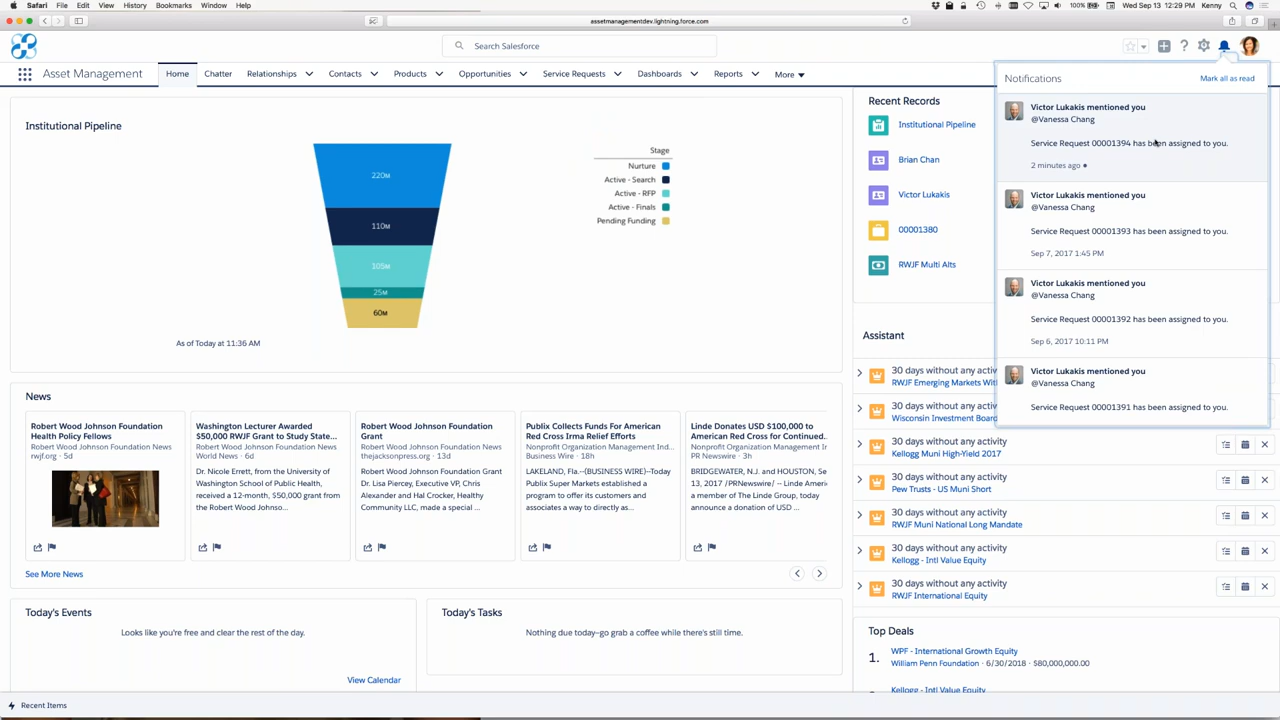 Safari File Edit View History Bookmarks Window Help
100% Wed Sep 13 12:29 PM Kenny
assetmanagementdev.lightning.force.com
Search Salesforce
Asset Management Home Chatter Relationships Contacts Products Opportunities Service Requests Dashboards Reports More
Institutional Pipeline
Stage
Nurture
Active - Search
Active - RFP
Active - Finals
Pending Funding
220M
110M
105M
25M
60M
As of Today at 11:36 AM
News
Robert Wood Johnson Foundation
Health Policy Fellows
Robert Wood Johnson Foundation News
rwjf.org · 5d
Washington Lecturer Awarded
$50,000 RWJF Grant to Study State...
World News · 6d
Dr. Nicole Errett, from the University of
Washington School of Public Health,
received a 12-month, $50,000 grant from
the Robert Wood Johnso...
Robert Wood Johnson Foundation
Grant
thejacksonpress.org · 13d
Robert Wood Johnson Foundation Grant
Dr. Lisa Piercey, Executive VP, Chris
Alexander and Hal Crocker, Healthy
Community LLC, made a special ...
Publix Collects Funds For American
Red Cross Irma Relief Efforts
Nonprofit Organization Management Ind...
Business Wire · 18h
LAKELAND, Fla.--(BUSINESS WIRE)--Today
Publix Super Markets established a
program to offer its customers and
associates a way to directly as...
Linde Donates USD $100,000 to
American Red Cross for Continued...
Nonprofit Organization Management In
PR Newswire · 3h
BRIDGEWATER, N.J. and HOUSTON, Se
13, 2017 /PRNewswire/ -- Linde Ameri
a member of The Linde Group, today
announce a donation of USD ...
See More News
Today's Events
Looks like you're free and clear the rest of the day.
View Calendar
Today's Tasks
Nothing due today–go grab a coffee while there's still time.
Recent Records
Institutional Pipeline
Brian Chan
Victor Lukakis
00001380
RWJF Multi Alts
Assistant
30 days without any activ
RWJF Emerging Markets Wit
30 days without any activ
Wisconsin Investment Board
30 days without any activity
Kellogg Muni High-Yield 2017
30 days without any activity
Pew Trusts - US Muni Short
30 days without any activity
RWJF Muni National Long Mandate
30 days without any activity
Kellogg - Intl Value Equity
30 days without any activity
RWJF International Equity
Top Deals
1. WPF - International Growth Equity
William Penn Foundation · 6/30/2018 · $80,000,000.00
Kellogg - Intl Value Equity
Notifications Mark all as read
Victor Lukakis mentioned you
@Vanessa Chang
Service Request 00001394 has been assigned to you.
2 minutes ago
Victor Lukakis mentioned you
@Vanessa Chang
Service Request 00001393 has been assigned to you.
Sep 7, 2017 1:45 PM
Victor Lukakis mentioned you
@Vanessa Chang
Service Request 00001392 has been assigned to you.
Sep 6, 2017 10:11 PM
Victor Lukakis mentioned you
@Vanessa Chang
Service Request 00001391 has been assigned to you.
Recent Items